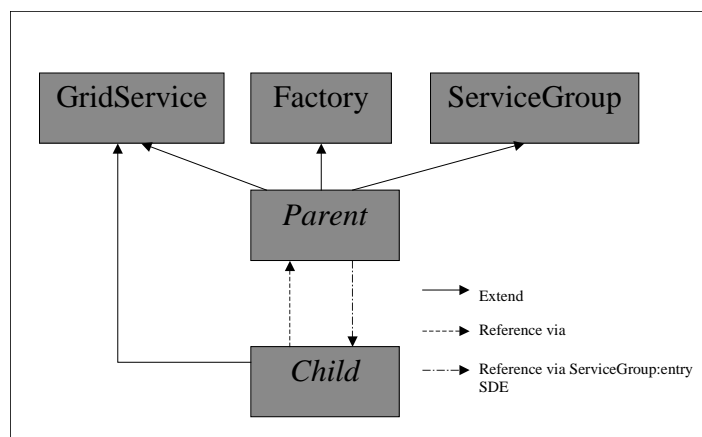 GridService
Factory
ServiceGroup
Parent
Child
Extend
Reference via
Reference via ServiceGroup:entry
SDE